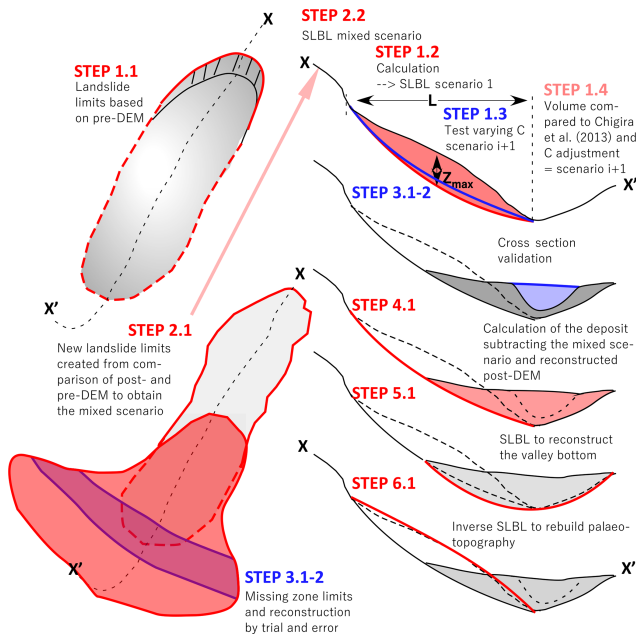 X
STEP 1.1
Landslide
limits based
on pre-DEM
X'
STEP 2.2
SLBL mixed scenario
X
STEP 1.2
Calculation
--> SLBL scenario 1
L
STEP 1.3
Test varying C
scenario i+1
STEP 1.4
Volume com-
pared to Chigira
et al. (2013) and
C adjustment
= scenario i+1
Zmax
X'
STEP 3.1-2
Cross section
validation
STEP 2.1
New landslide limits
created from com-
parison of post- and
pre-DEM to obtain
the mixed scenario
X
X
STEP 4.1
Calculation of the deposit
subtracting the mixed sce-
nario and reconstructed
post-DEM
STEP 5.1
SLBL to reconstruct
the valley bottom
X
STEP 6.1
Inverse SLBL to rebuild palaeo-
topography
X'
X'
STEP 3.1-2
Missing zone limits
and reconstruction
by trial and error